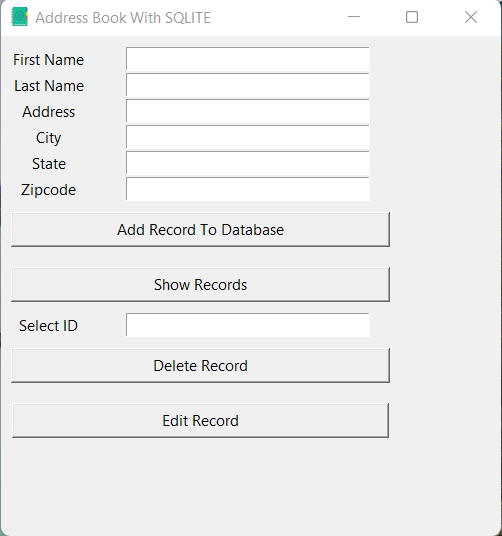 Address Book With SQLITE
First Name
Last Name
Address
City
State
Zipcode
Add Record To Database
Show Records
Select ID
Delete Record
Edit Record